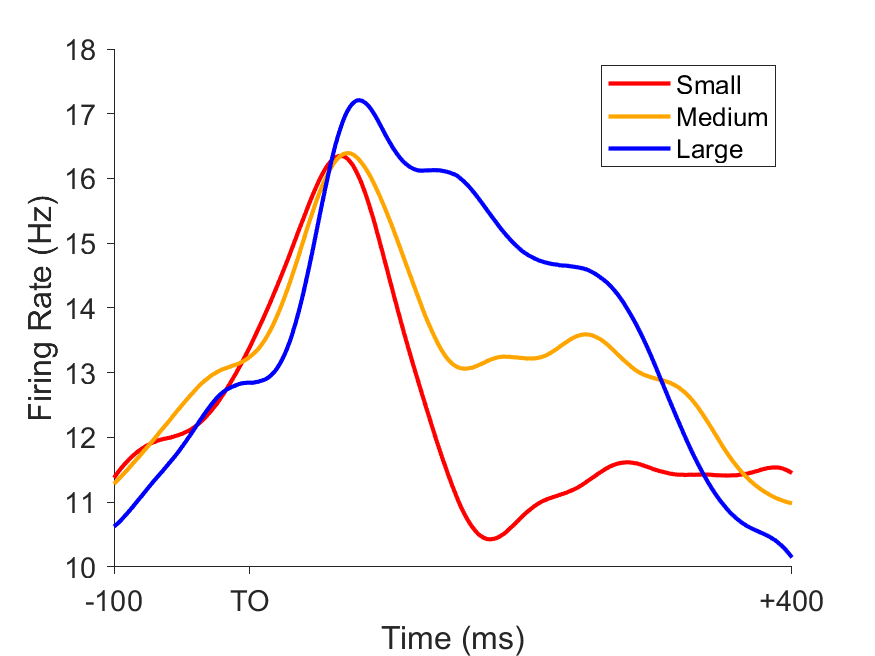 18
17
16
15
14
13
12
11
10
Firing Rate (Hz)
Small
Medium
Large
-100 TO +400
Time (ms)